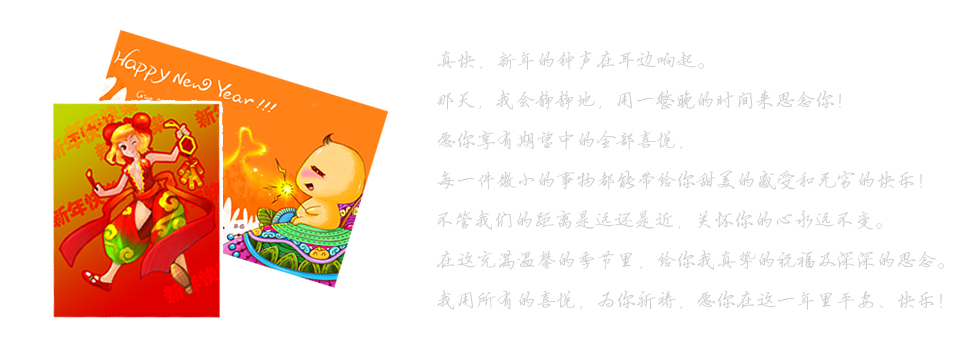 HAPPY NEW YEAR!!!
新年快乐
新年快
真快，新年的钟声在耳边响起。
那天，我会静静地，用一整晚的时间来思念你！
愿你享有期望中的全部喜悦，
每一件微小的事物都能带给你甜美的感受和无穷的快乐！
不管我们的距离是远还是近，关怀你的心永远不变。
在这充满温馨的季节里，给你我真挚的祝福及深深的思念。
我用所有的喜悦，为你祈祷，愿你在这一年里平安、快乐！